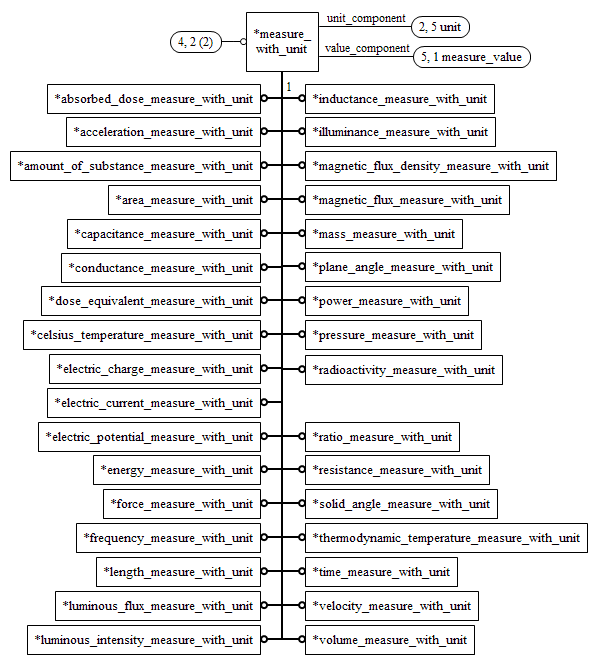 4, 2 (2)
*measure_
with_unit
unit_component
2, 5 unit
value_component
5, 1 measure_value
1
*absorbed_dose_measure_with_unit
*inductance_measure_with_unit
*acceleration_measure_with_unit
*illuminance_measure_with_unit
*amount_of_substance_measure_with_unit
*magnetic_flux_density_measure_with_unit
*area_measure_with_unit
*magnetic_flux_measure_with_unit
*capacitance_measure_with_unit
*mass_measure_with_unit
*conductance_measure_with_unit
*plane_angle_measure_with_unit
*dose_equivalent_measure_with_unit
*power_measure_with_unit
*celsius_temperature_measure_with_unit
*pressure_measure_with_unit
*electric_charge_measure_with_unit
*radioactivity_measure_with_unit
*electric_current_measure_with_unit
*electric_potential_measure_with_unit
*ratio_measure_with_unit
*energy_measure_with_unit
*resistance_measure_with_unit
*force_measure_with_unit
*solid_angle_measure_with_unit
*frequency_measure_with_unit
*thermodynamic_temperature_measure_with_unit
*length_measure_with_unit
*time_measure_with_unit
*luminous_flux_measure_with_unit
*velocity_measure_with_unit
*luminous_intensity_measure_with_unit
*volume_measure_with_unit